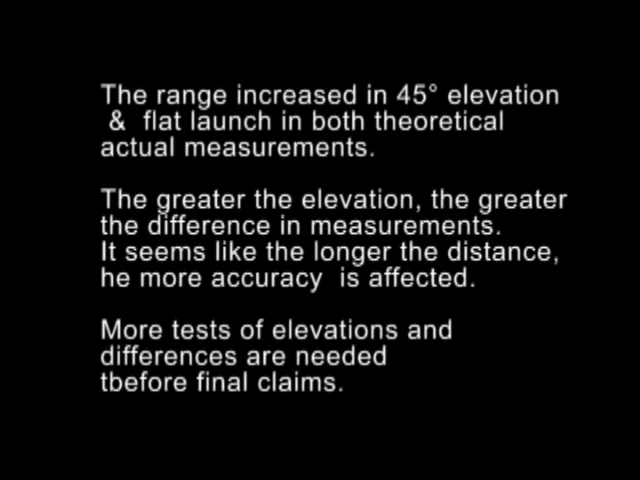 The range increased in 45° elevation
& flat launch in both theoretical
actual measurements.
The greater the elevation, the greater
the difference in measurements.
It seems like the longer the distance,
he more accuracy is affected.
More tests of elevations and
differences are needed
tbefore final claims.